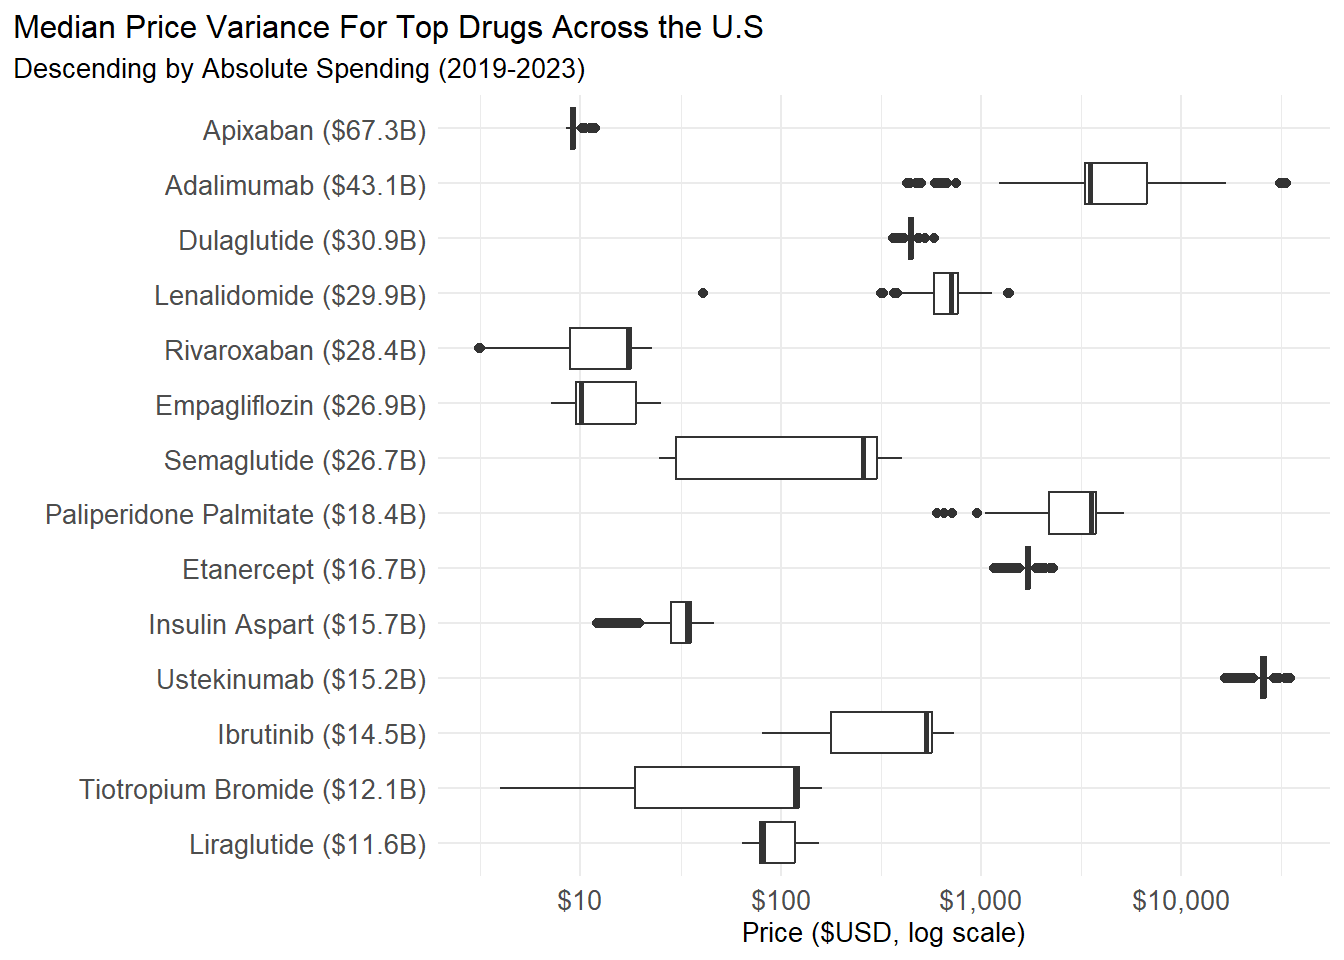 Median Price Variance For Top Drugs Across the U.S
Descending by Absolute Spending (2019-2023)
Apixaban ($67.3B)
Adalimumab ($43.1B)
Dulaglutide ($30.9B)
Lenalidomide ($29.9B)
Rivaroxaban ($28.4B)
Empagliflozin ($26.9B)
Semaglutide ($26.7B)
Paliperidone Palmitate ($18.4B)
Etanercept ($16.7B)
Insulin Aspart ($15.7B)
Ustekinumab ($15.2B)
Ibrutinib ($14.5B)
Tiotropium Bromide ($12.1B)
Liraglutide ($11.6B)
$10 $100 $1,000 $10,000
Price ($USD, log scale)